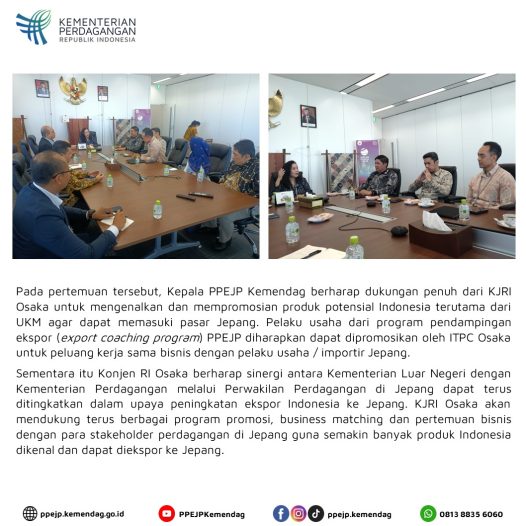 KEMENTERIAN
PERDAGANGAN
REPUBLIK INDONESIA
Pada pertemuan tersebut, Kepala PPEJP Kemendag berharap dukungan penuh dari KJRI
Osaka untuk mengenalkan dan mempromosian produk potensial Indonesia terutama dari
UKM agar dapat memasuki pasar Jepang. Pelaku usaha dari program pendampingan
ekspor (export coaching program) PPEJP diharapkan dapat dipromosikan oleh ITPC Osaka
untuk peluang kerja sama bisnis dengan pelaku usaha / importir Jepang.
Sementara itu Konjen RI Osaka berharap sinergi antara Kementerian Luar Negeri dengan
Kementerian Perdagangan melalui Perwakilan Perdagangan di Jepang dapat terus
ditingkatkan dalam upaya peningkatan ekspor Indonesia ke Jepang. KJRI Osaka akan
mendukung terus berbagai program promosi, business matching dan pertemuan bisnis
dengan para stakeholder perdagangan di Jepang guna semakin banyak produk Indonesia
dikenal dan dapat diekspor ke Jepang.
ppejp.kemendag.go.id PPEJPKemendag ppejp.kemendag 0813 8835 6060